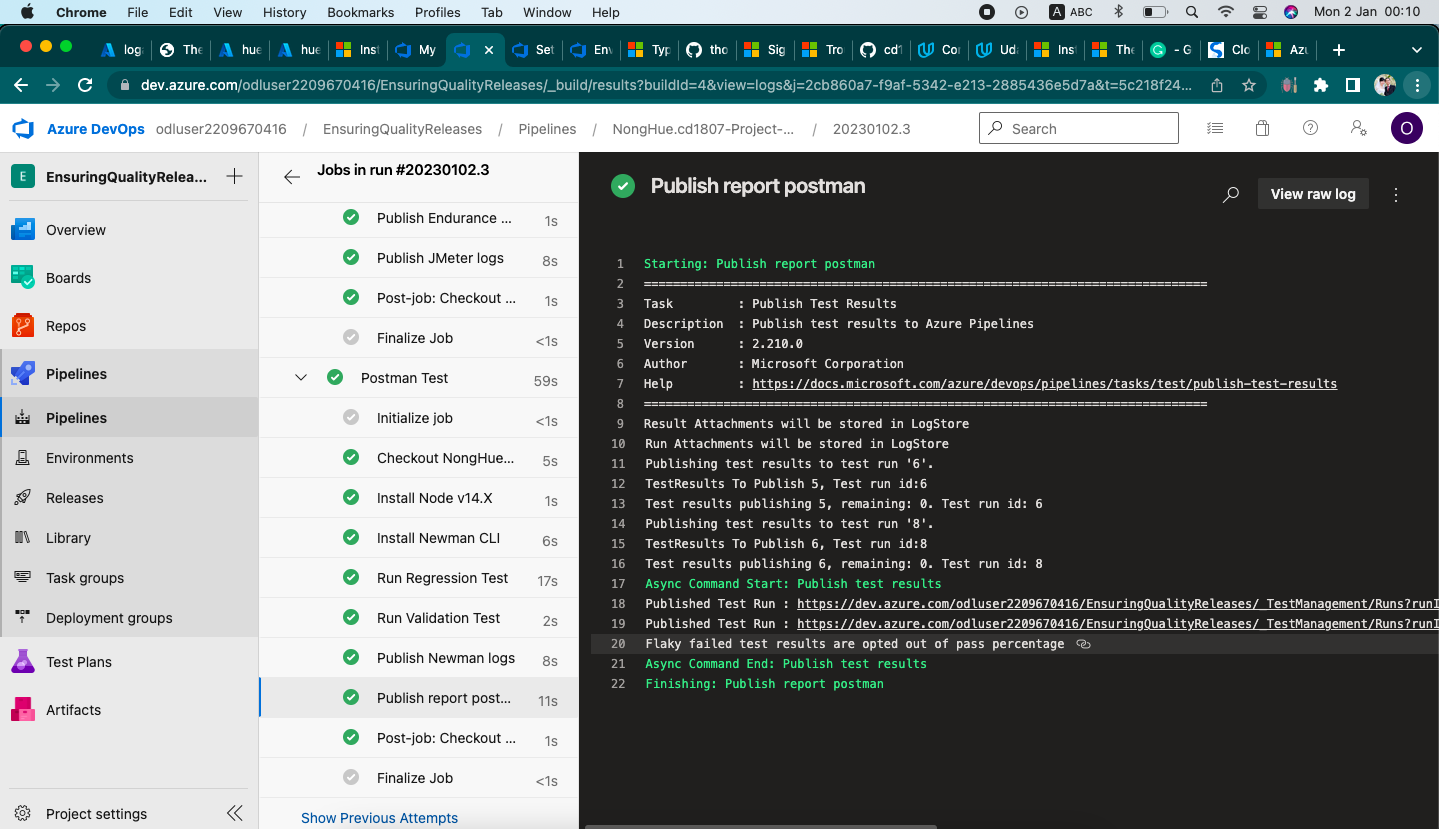 Chrome File Edit View History Bookmarks Profiles Tab Window Help A ABC Mon 2 Jan 00:10
log The hue hue Inst My Set Env Typ tho Sig Tro cd1 Cor Uda Inst The - G Clo Azu
dev.azure.com/odluser2209670416/EnsuringQualityReleases/_build/results?buildId=4&view=logs&j=2cb860a7-f9af-5342-e213-2885436e5d7a&t=5c218f24...
Azure DevOps odluser2209670416 / EnsuringQualityReleases / Pipelines / NongHue.cd1807-Project-... / 20230102.3 Search O
E EnsuringQualityRelea...
Overview
Boards
Repos
Pipelines
Pipelines
Environments
Releases
Library
Task groups
Deployment groups
Test Plans
Artifacts
Project settings
Jobs in run #20230102.3
Publish Endurance ... 1s
Publish JMeter logs 8s
Post-job: Checkout ... 1s
Finalize Job <1s
Postman Test 59s
Initialize job <1s
Checkout NongHue... 5s
Install Node v14.X 1s
Install Newman CLI 6s
Run Regression Test 17s
Run Validation Test 2s
Publish Newman logs 8s
Publish report post... 11s
Post-job: Checkout ... 1s
Finalize Job <1s
Show Previous Attempts
Publish report postman
View raw log
1 Starting: Publish report postman
2 ==============================================================================
3 Task : Publish Test Results
4 Description : Publish test results to Azure Pipelines
5 Version : 2.210.0
6 Author : Microsoft Corporation
7 Help : https://docs.microsoft.com/azure/devops/pipelines/tasks/test/publish-test-results
8 ==============================================================================
9 Result Attachments will be stored in LogStore
10 Run Attachments will be stored in LogStore
11 Publishing test results to test run '6'.
12 TestResults To Publish 5, Test run id:6
13 Test results publishing 5, remaining: 0. Test run id: 6
14 Publishing test results to test run '8'.
15 TestResults To Publish 6, Test run id:8
16 Test results publishing 6, remaining: 0. Test run id: 8
17 Async Command Start: Publish test results
18 Published Test Run : https://dev.azure.com/odluser2209670416/EnsuringQualityReleases/_TestManagement/Runs?runI
19 Published Test Run : https://dev.azure.com/odluser2209670416/EnsuringQualityReleases/_TestManagement/Runs?runI
20 Flaky failed test results are opted out of pass percentage
21 Async Command End: Publish test results
22 Finishing: Publish report postman